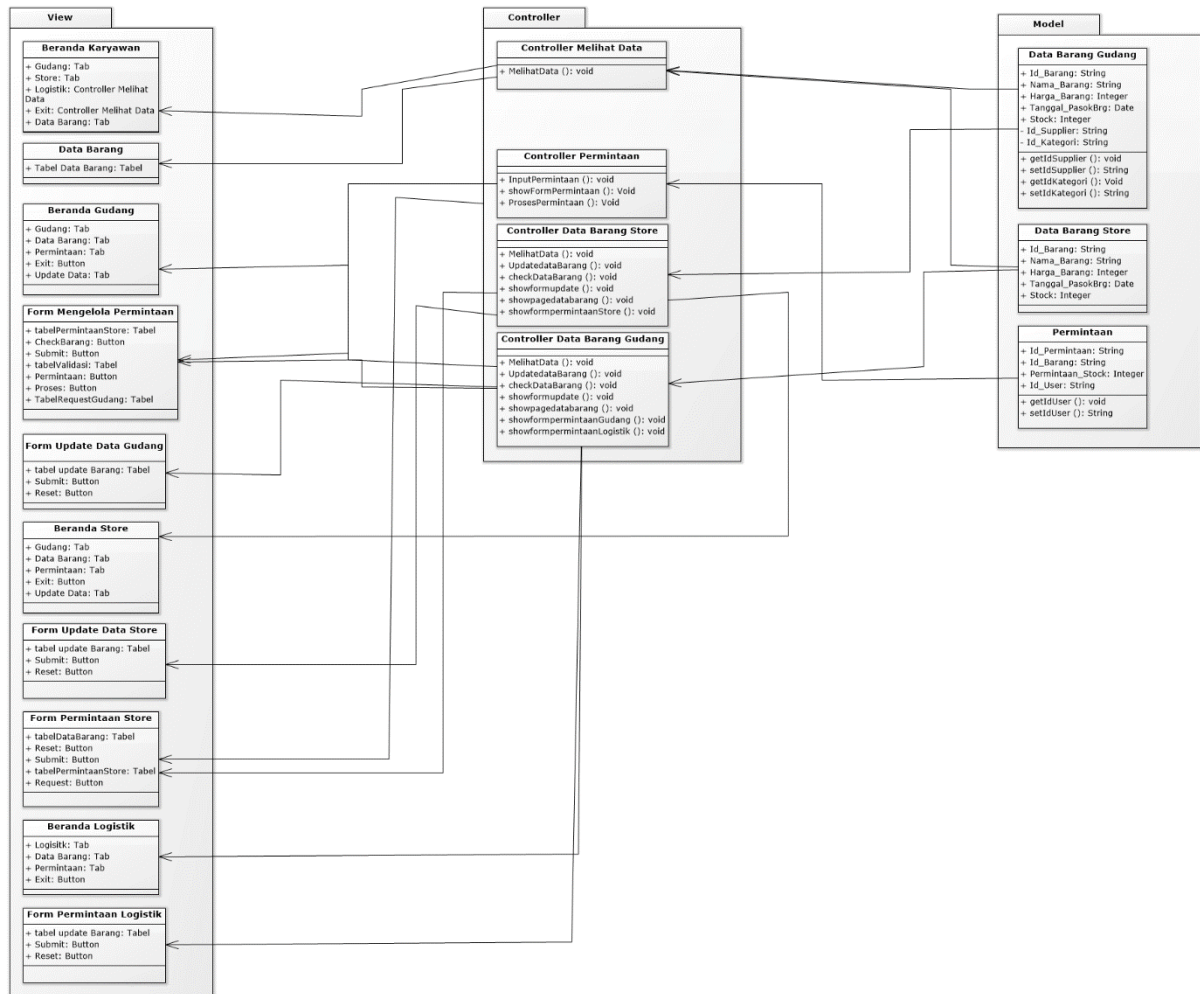 View
Beranda Karyawan
+ Gudang: Tab
+ Store: Tab
+ Logistik: Controller Melihat
Data
+ Exit: Controller Melihat Data
+ Data Barang: Tab
Data Barang
+ Tabel Data Barang: Tabel
Beranda Gudang
+ Gudang: Tab
+ Data Barang: Tab
+ Permintaan: Tab
+ Exit: Button
+ Update Data: Tab
Form Mengelola Permintaan
+ tabelPermintaanStore: Tabel
+ CheckBarang: Button
+ Submit: Button
+ tabelValidasi: Tabel
+ Permintaan: Button
+ Proses: Button
+ TabelRequestGudang: Tabel
Form Update Data Gudang
+ tabel update Barang: Tabel
+ Submit: Button
+ Reset: Button
Beranda Store
+ Gudang: Tab
+ Data Barang: Tab
+ Permintaan: Tab
+ Exit: Button
+ Update Data: Tab
Form Update Data Store
+ tabel update Barang: Tabel
+ Submit: Button
+ Reset: Button
Form Permintaan Store
+ tabelDataBarang: Tabel
+ Reset: Button
+ Submit: Button
+ tabelPermintaanStore: Tabel
+ Request: Button
Beranda Logistik
+ Logisitk: Tab
+ Data Barang: Tab
+ Permintaan: Tab
+ Exit: Button
Form Permintaan Logistik
+ tabel update Barang: Tabel
+ Submit: Button
+ Reset: Button
Controller
Controller Melihat Data
+ MelihatData (): void
Controller Permintaan
+ InputPermintaan (): void
+ showFormPermintaan (): Void
+ ProsesPermintaan (): Void
Controller Data Barang Store
+ MelihatData (): void
+ UpdatedataBarang (): void
+ checkDataBarang (): void
+ showformupdate (): void
+ showpagedatabarang (): void
+ showformpermintaanStore (): void
Controller Data Barang Gudang
+ MelihatData (): void
+ UpdatedataBarang (): void
+ checkDataBarang (): void
+ showformupdate (): void
+ showpagedatabarang (): void
+ showformpermintaanGudang (): void
+ showformpermintaanLogistik (): void
Model
Data Barang Gudang
+ Id_Barang: String
+ Nama_Barang: String
+ Harga_Barang: Integer
+ Tanggal_PasokBrg: Date
+ Stock: Integer
- Id_Supplier: String
- Id_Kategori: String
+ getIdSupplier (): void
+ setIdSupplier (): String
+ getIdKategori (): Void
+ setIdKategori (): String
Data Barang Store
+ Id_Barang: String
+ Nama_Barang: String
+ Harga_Barang: Integer
+ Tanggal_PasokBrg: Date
+ Stock: Integer
Permintaan
+ Id_Permintaan: String
+ Id_Barang: String
+ Permintaan_Stock: Integer
+ Id_User: String
+ getIdUser (): void
+ setIdUser (): String